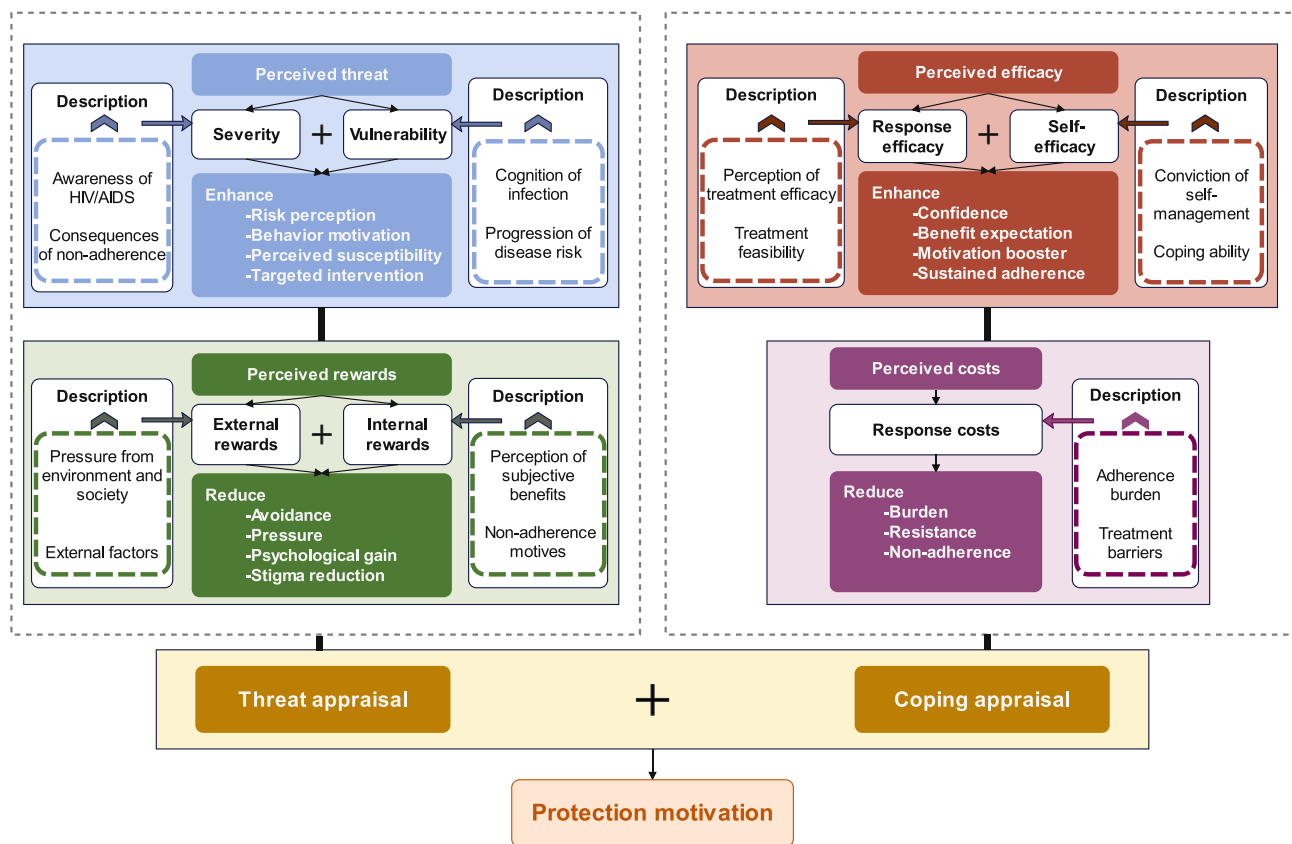 Perceived threat
Description
Awareness of
HIV/AIDS
Consequences
of non-adherence
Severity
+
Vulnerability
Description
Cognition of
infection
Progression of
disease risk
Enhance
-Risk perception
-Behavior motivation
-Perceived susceptibility
-Targeted intervention
Perceived rewards
Description
Pressure from
environment and
society
External factors
External
rewards
+
Internal
rewards
Description
Perception of
subjective
benefits
Non-adherence
motives
Reduce
-Avoidance
-Pressure
-Psychological gain
-Stigma reduction
Perceived efficacy
Description
Perception of
treatment efficacy
Treatment
feasibility
Response
efficacy
+
Self-
efficacy
Description
Conviction of
self-
management
Coping ability
Enhance
-Confidence
-Benefit expectation
-Motivation booster
-Sustained adherence
Perceived costs
Response costs
Description
Adherence
burden
Treatment
barriers
Reduce
-Burden
-Resistance
-Non-adherence
Threat appraisal
+
Coping appraisal
Protection motivation